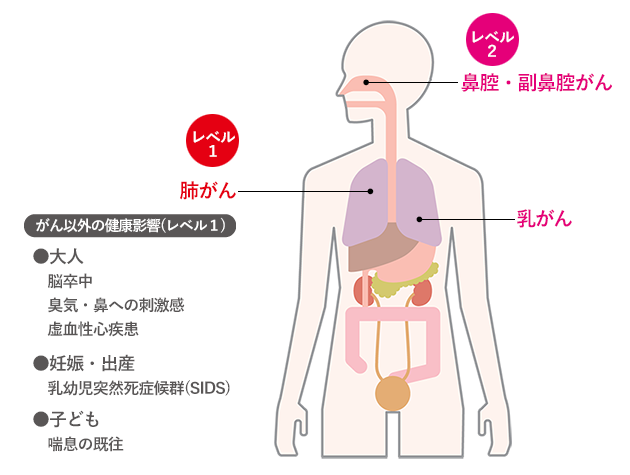 レベル
2
鼻腔・副鼻腔がん
レベル
1
肺がん
乳がん
がん以外の健康影響(レベル1)
●大人
脳卒中
臭気・鼻への刺激感
虚血性心疾患
●妊娠・出産
乳幼児突然死症候群(SIDS)
●子ども
喘息の既往